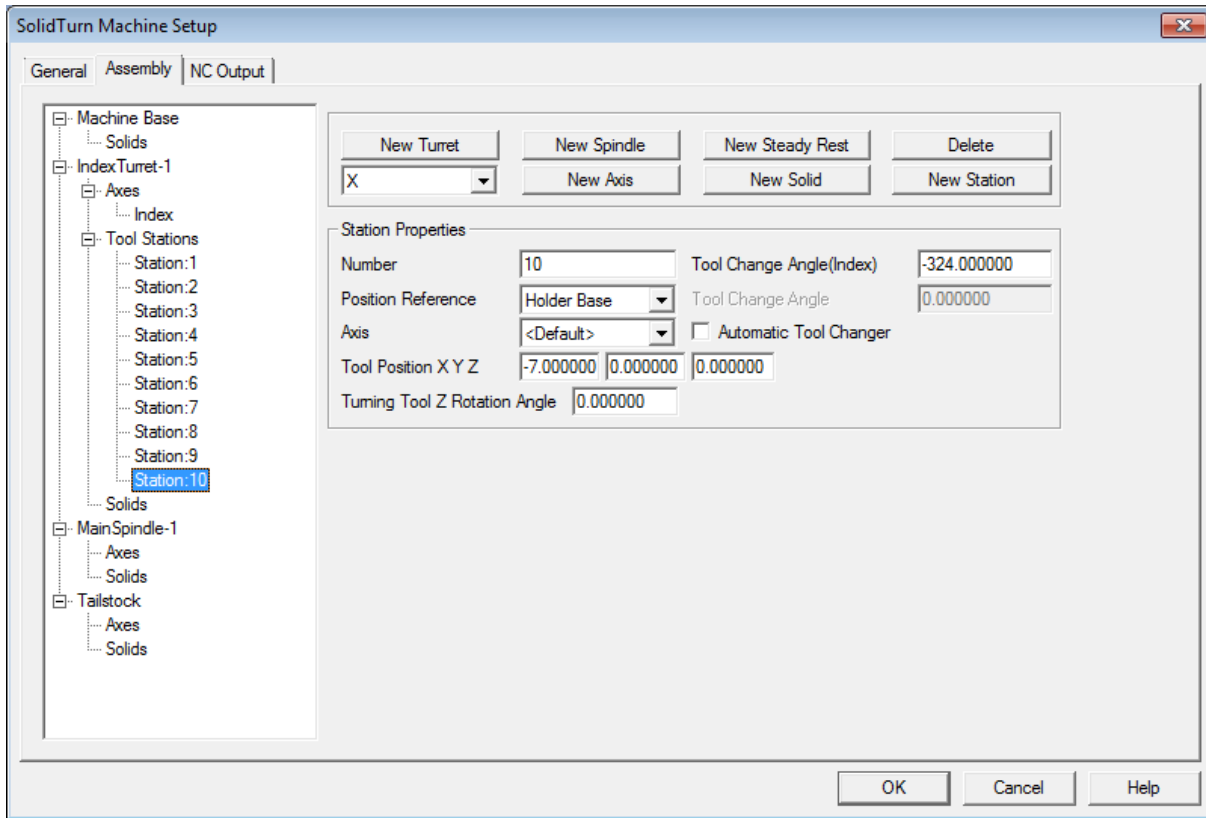 SolidTurn Machine Setup
General Assembly NC Output
Machine Base
Solids
IndexTurret-1
Axes
Index
Tool Stations
Station:1
Station:2
Station:3
Station:4
Station:5
Station:6
Station:7
Station:8
Station:9
Station:10
Solids
MainSpindle-1
Axes
Solids
Tailstock
Axes
Solids
New Turret New Spindle New Steady Rest Delete
X New Axis New Solid New Station
Station Properties
Number 10 Tool Change Angle(Index) -324.000000
Position Reference Holder Base Tool Change Angle 0.000000
Axis <Default> Automatic Tool Changer
Tool Position X Y Z -7.000000 0.000000 0.000000
Turning Tool Z Rotation Angle 0.000000
OK Cancel Help